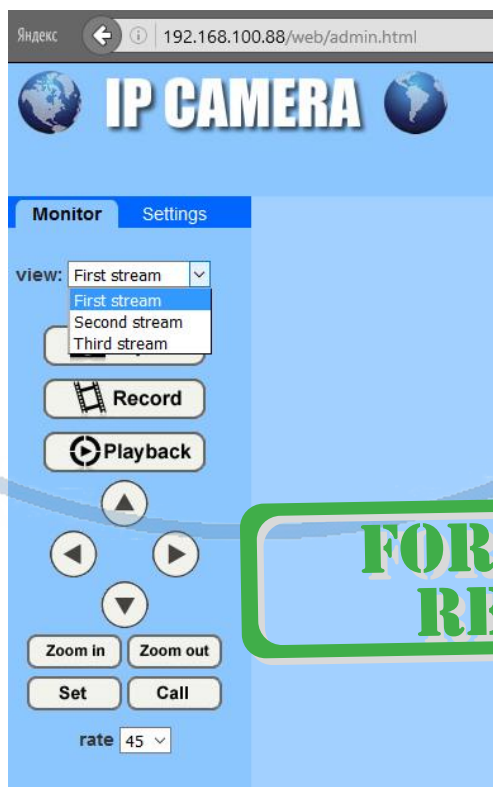 Яндекс 192.168.100.88/web/admin.html
IP CAMERA
Monitor Settings
view: First stream
First stream
Second stream
Third stream
Record
Playback
Zoom in Zoom out
Set Call
rate 45
FOR